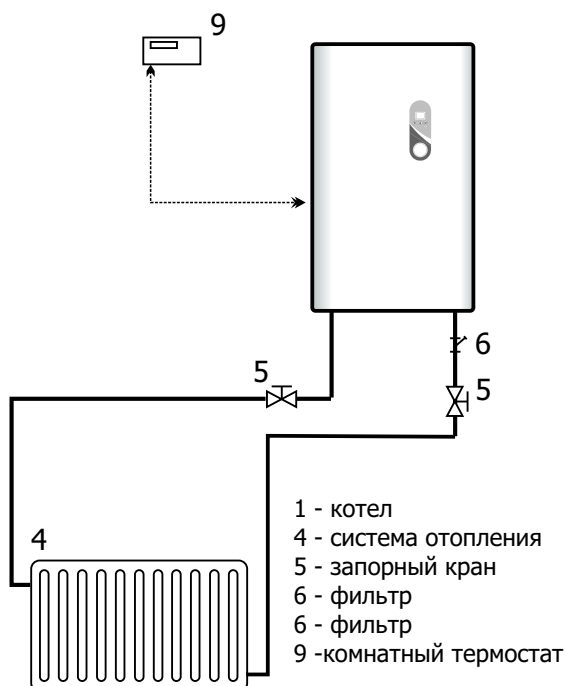 9
6
5
5
4
1 - котел
4 - система отопления
5 - запорный кран
6 - фильтр
6 - фильтр
9 -комнатный термостат